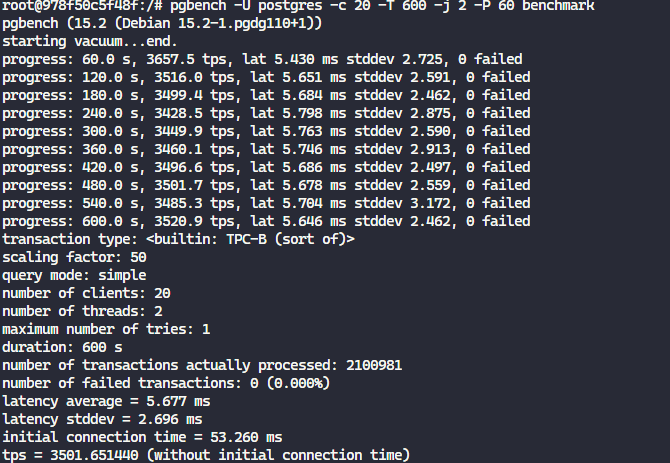 root@978f50c5f48f:/# pgbench -U postgres -c 20 -T 600 -j 2 -P 60 benchmark
pgbench (15.2 (Debian 15.2-1.pgdg110+1))
starting vacuum...end.
progress: 60.0 s, 3657.5 tps, lat 5.430 ms stddev 2.725, 0 failed
progress: 120.0 s, 3516.0 tps, lat 5.651 ms stddev 2.591, 0 failed
progress: 180.0 s, 3499.4 tps, lat 5.684 ms stddev 2.462, 0 failed
progress: 240.0 s, 3428.5 tps, lat 5.798 ms stddev 2.875, 0 failed
progress: 300.0 s, 3449.9 tps, lat 5.763 ms stddev 2.590, 0 failed
progress: 360.0 s, 3460.1 tps, lat 5.746 ms stddev 2.913, 0 failed
progress: 420.0 s, 3496.6 tps, lat 5.686 ms stddev 2.497, 0 failed
progress: 480.0 s, 3501.7 tps, lat 5.678 ms stddev 2.559, 0 failed
progress: 540.0 s, 3485.3 tps, lat 5.704 ms stddev 3.172, 0 failed
progress: 600.0 s, 3520.9 tps, lat 5.646 ms stddev 2.462, 0 failed
transaction type: <builtin: TPC-B (sort of)>
scaling factor: 50
query mode: simple
number of clients: 20
number of threads: 2
maximum number of tries: 1
duration: 600 s
number of transactions actually processed: 2100981
number of failed transactions: 0 (0.000%)
latency average = 5.677 ms
latency stddev = 2.696 ms
initial connection time = 53.260 ms
tps = 3501.651440 (without initial connection time)